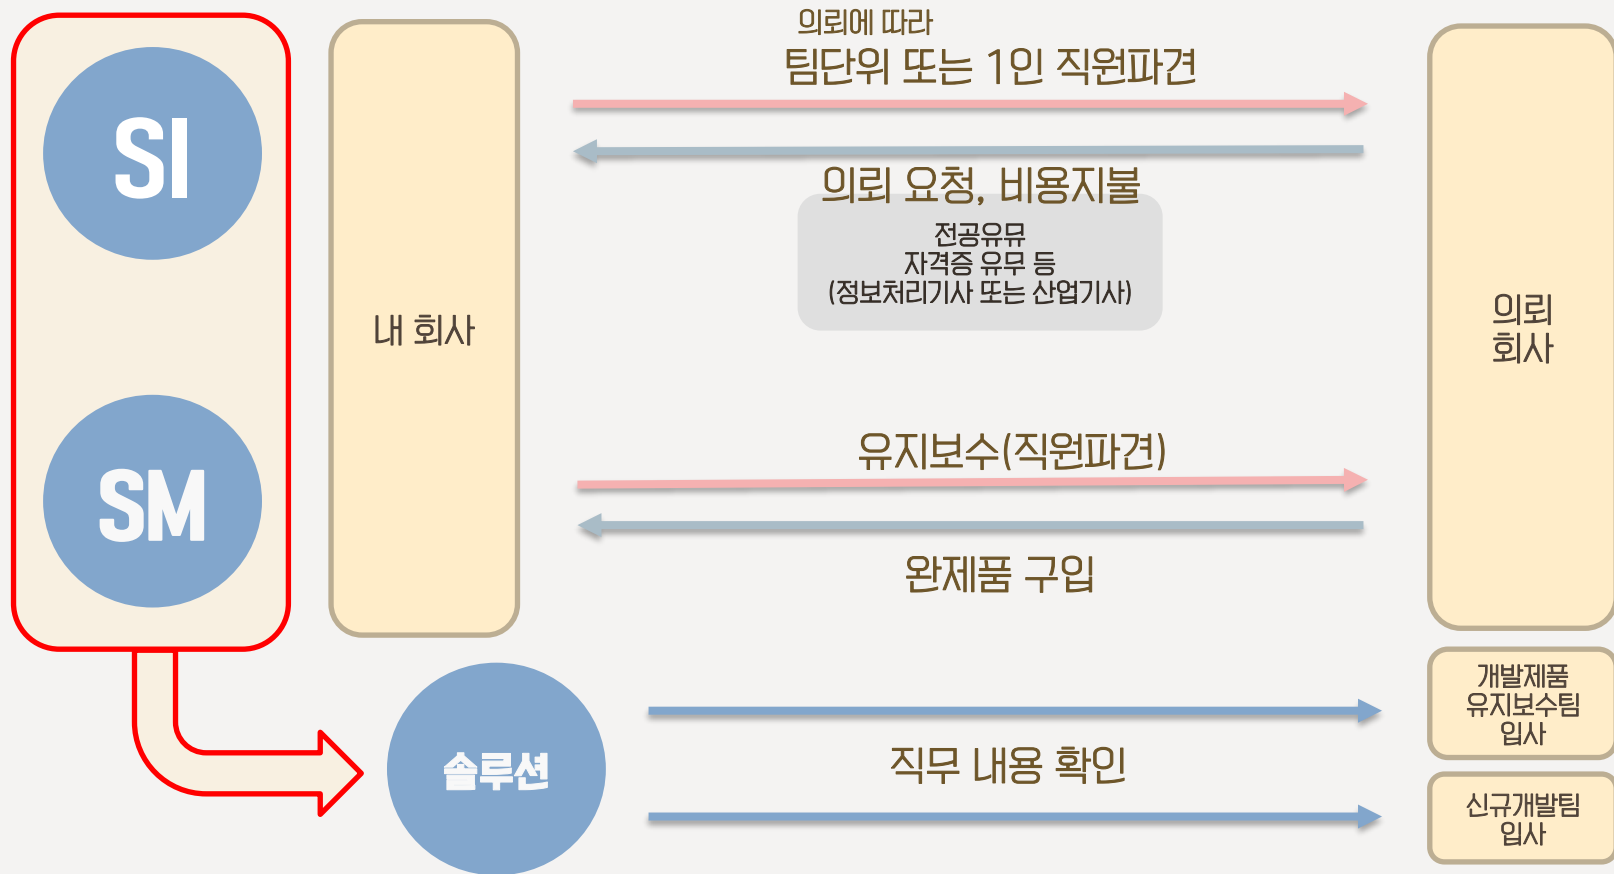 SI
SM
내 회사
의뢰에 따라
팀단위 또는 1인 직원파견
의뢰 요청, 비용지불
전공유뮤
자격증 유무 등
(정보처리기사 또는 산업기사)
유지보수(직원파견)
완제품 구입
의뢰
회사
솔루션
직무 내용 확인
개발제품
유지보수팀
입사
신규개발팀
입사